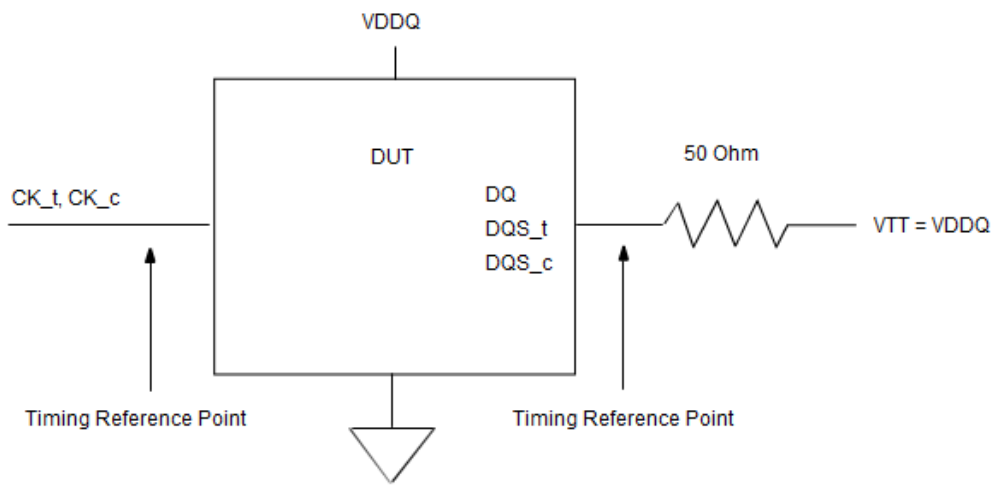 VDDQ
DUT
50 Ohm
CK_t, CK_c
DQ
DQS_t
DQS_c
VTT = VDDQ
Timing Reference Point
Timing Reference Point